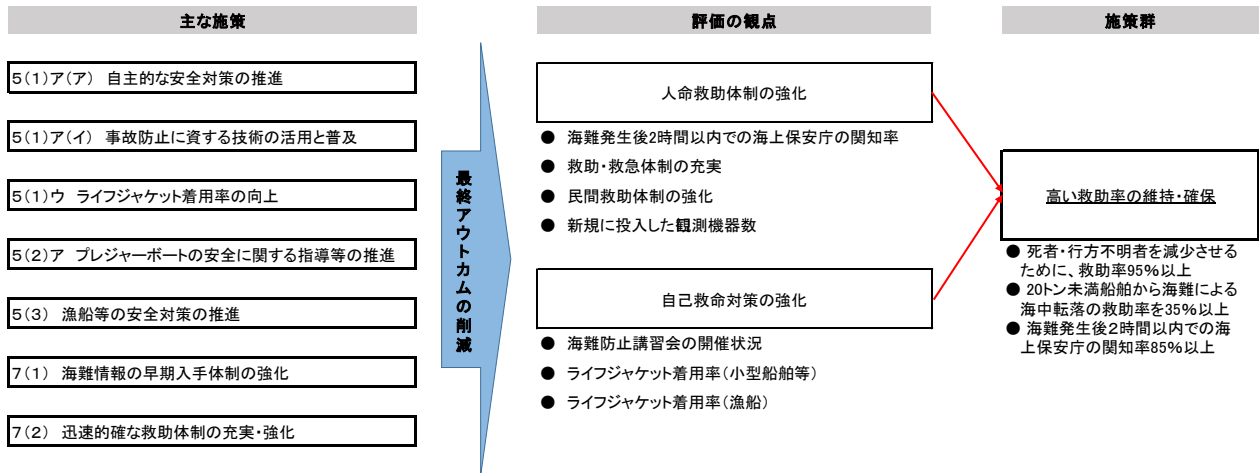 主な施策
5(1)ア(ア) 自主的な安全対策の推進
5(1)ア(イ) 事故防止に資する技術の活用と普及
5(1)ウ ライフジャケット着用率の向上
5(2)ア プレジャーボートの安全に関する指導等の推進
5(3) 漁船等の安全対策の推進
7(1) 海難情報の早期入手体制の強化
7(2) 迅速的確な救助体制の充実・強化
最終アウトカムの削減
評価の観点
人命救助体制の強化
● 海難発生後2時間以内での海上保安庁の関知率
● 救助・救急体制の充実
● 民間救助体制の強化
● 新規に投入した観測機器数
自己救命対策の強化
● 海難防止講習会の開催状況
● ライフジャケット着用率(小型船舶等)
● ライフジャケット着用率(漁船)
施策群
高い救助率の維持・確保
● 死者・行方不明者を減少させる
ために、救助率95%以上
● 20トン未満船舶から海難による
海中転落の救助率を35%以上
● 海難発生後2時間以内での海
上保安庁の関知率85%以上